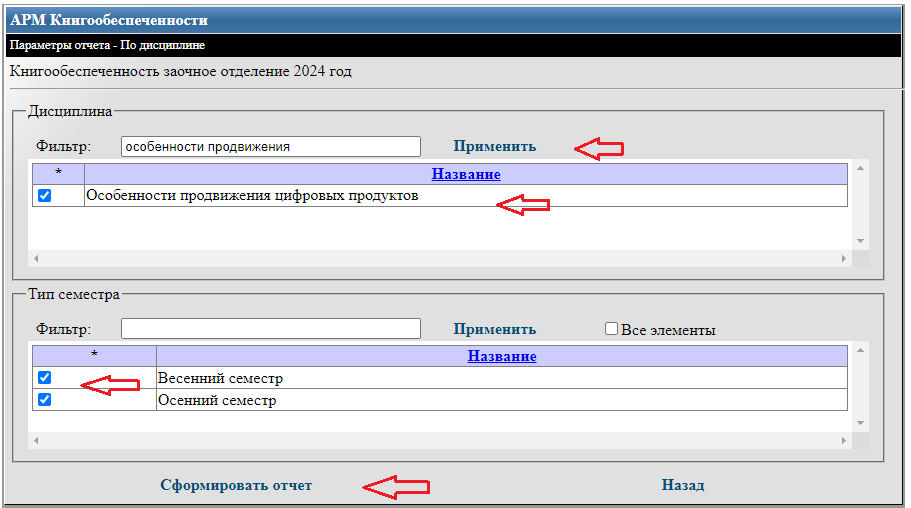 АРМ Книгообеспеченности
Параметры отчета - По дисциплине
Книгообеспеченность заочное отделение 2024 год
Дисциплина
Фильтр: особенности продвижения Применить
* Название
Особенности продвижения цифровых продуктов
Тип семестра
Фильтр: Применить Все элементы
* Название
Весенний семестр
Осенний семестр
Сформировать отчет Назад